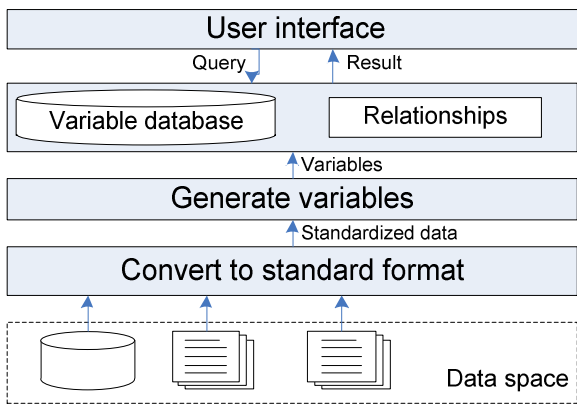 User interface
Query
Result
Variable database
Relationships
Variables
Generate variables
Standardized data
Convert to standard format
Data space